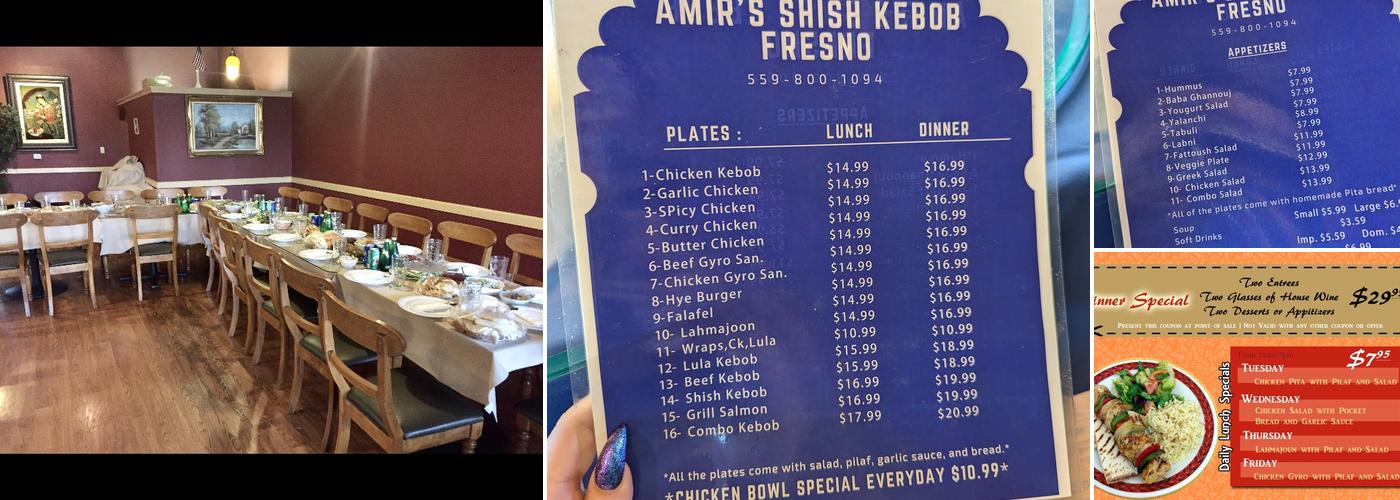 AMIR'S SHISH KEBOB
FRESNO
559-800-1094
PLATES : LUNCH DINNER
1-Chicken Kebob $14.99 $16.99
2-Garlic Chicken $14.99 $16.99
3-SPicy Chicken $14.99 $16.99
4-Curry Chicken $14.99 $16.99
5-Butter Chicken $14.99 $16.99
6-Beef Gyro San. $14.99 $16.99
7-Chicken Gyro San. $14.99 $16.99
8-Hye Burger $14.99 $16.99
9-Falafel $14.99 $16.99
10- Lahmajoon $14.99 $16.99
11- Wraps,Ck,Lula $10.99 $10.99
12- Lula Kebob $15.99 $18.99
13- Beef Kebob $15.99 $18.99
14- Shish Kebob $16.99 $19.99
15- Grill Salmon $16.99 $19.99
16- Combo Kebob $17.99 $20.99
*All the plates come with salad, pilaf, garlic sauce, and bread.*
*CHICKEN BOWL SPECIAL EVERYDAY $10.99*
FRESNO
559-800-1094
APPETIZERS
1-Hummus $7.99
2-Baba Ghannouj $7.99
3-Yougurt Salad $7.99
4-Yalanchi $7.99
5-Tabuli $8.99
6-Labni $7.99
7-Fattoush Salad $11.99
8-Veggie Plate $11.99
9-Greek Salad $12.99
10- Chicken Salad $13.99
11- Combo Salad $13.99
*All of the plates come with homemade Pita bread*
Soup Small $5.99 Large $6.
Soft Drinks $3.59
Imp. $5.59 Dom. $4
$6.99
inner Special
Two Entrees
Two Glasses of House Wine
Two Desserts or Appitizers
$29
Present this coupon at point of sale | Not Valid with any other coupon or offer
Daily Lunch Specials
$7.95
Tuesday
Chicken Pita with Pilaf and Salad
Wednesday
Chicken Salad with Pocket
Bread and Garlic Sauce
Thursday
Lahmajoun with Pilaf and Salad
Friday
Chicken Gyro with Pilaf and Salad